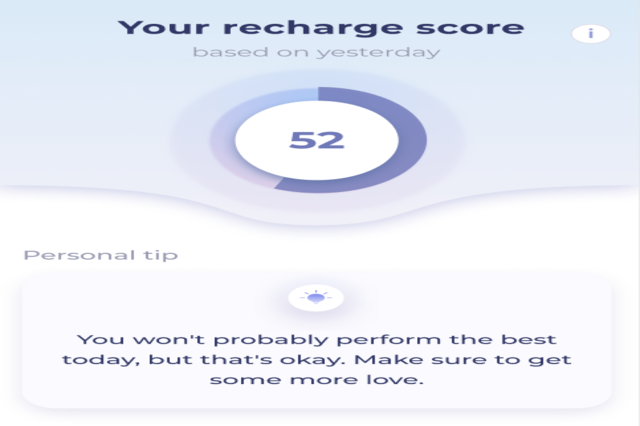 Your recharge score
i
based on yesterday
52
Personal tip
You won't probably perform the best
today, but that's okay. Make sure to get
some more love.